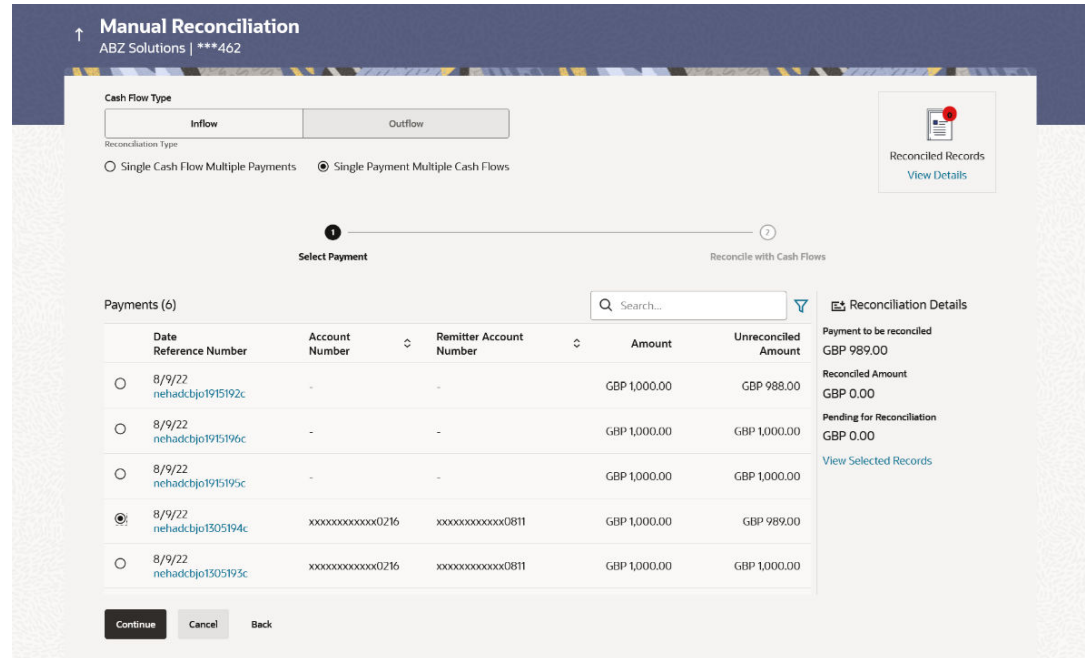 Manual Reconciliation
ABZ Solutions | ***462
Cash Flow Type
Inflow Outflow
Reconciliation Type
Single Cash Flow Multiple Payments Single Payment Multiple Cash Flows
0
Reconciled Records
View Details
1 2
Select Payment Reconcile with Cash Flows
Payments (6) Search... Reconciliation Details
Date Account Remitter Account Amount Unreconciled
Reference Number Number Number Amount
8/9/22 - - GBP 1,000.00 GBP 988.00
nehadcbjo1915192c
8/9/22 - - GBP 1,000.00 GBP 1,000.00
nehadcbjo1915196c
8/9/22 - - GBP 1,000.00 GBP 1,000.00
nehadcbjo1915195c
8/9/22 xxxxxxxxxxxx0216 xxxxxxxxxxxx0811 GBP 1,000.00 GBP 989.00
nehadcbjo1305194c
8/9/22 xxxxxxxxxxxx0216 xxxxxxxxxxxx0811 GBP 1,000.00 GBP 1,000.00
nehadcbjo1305193c
Payment to be reconciled
GBP 989.00
Reconciled Amount
GBP 0.00
Pending for Reconciliation
GBP 0.00
View Selected Records
Continue Cancel Back